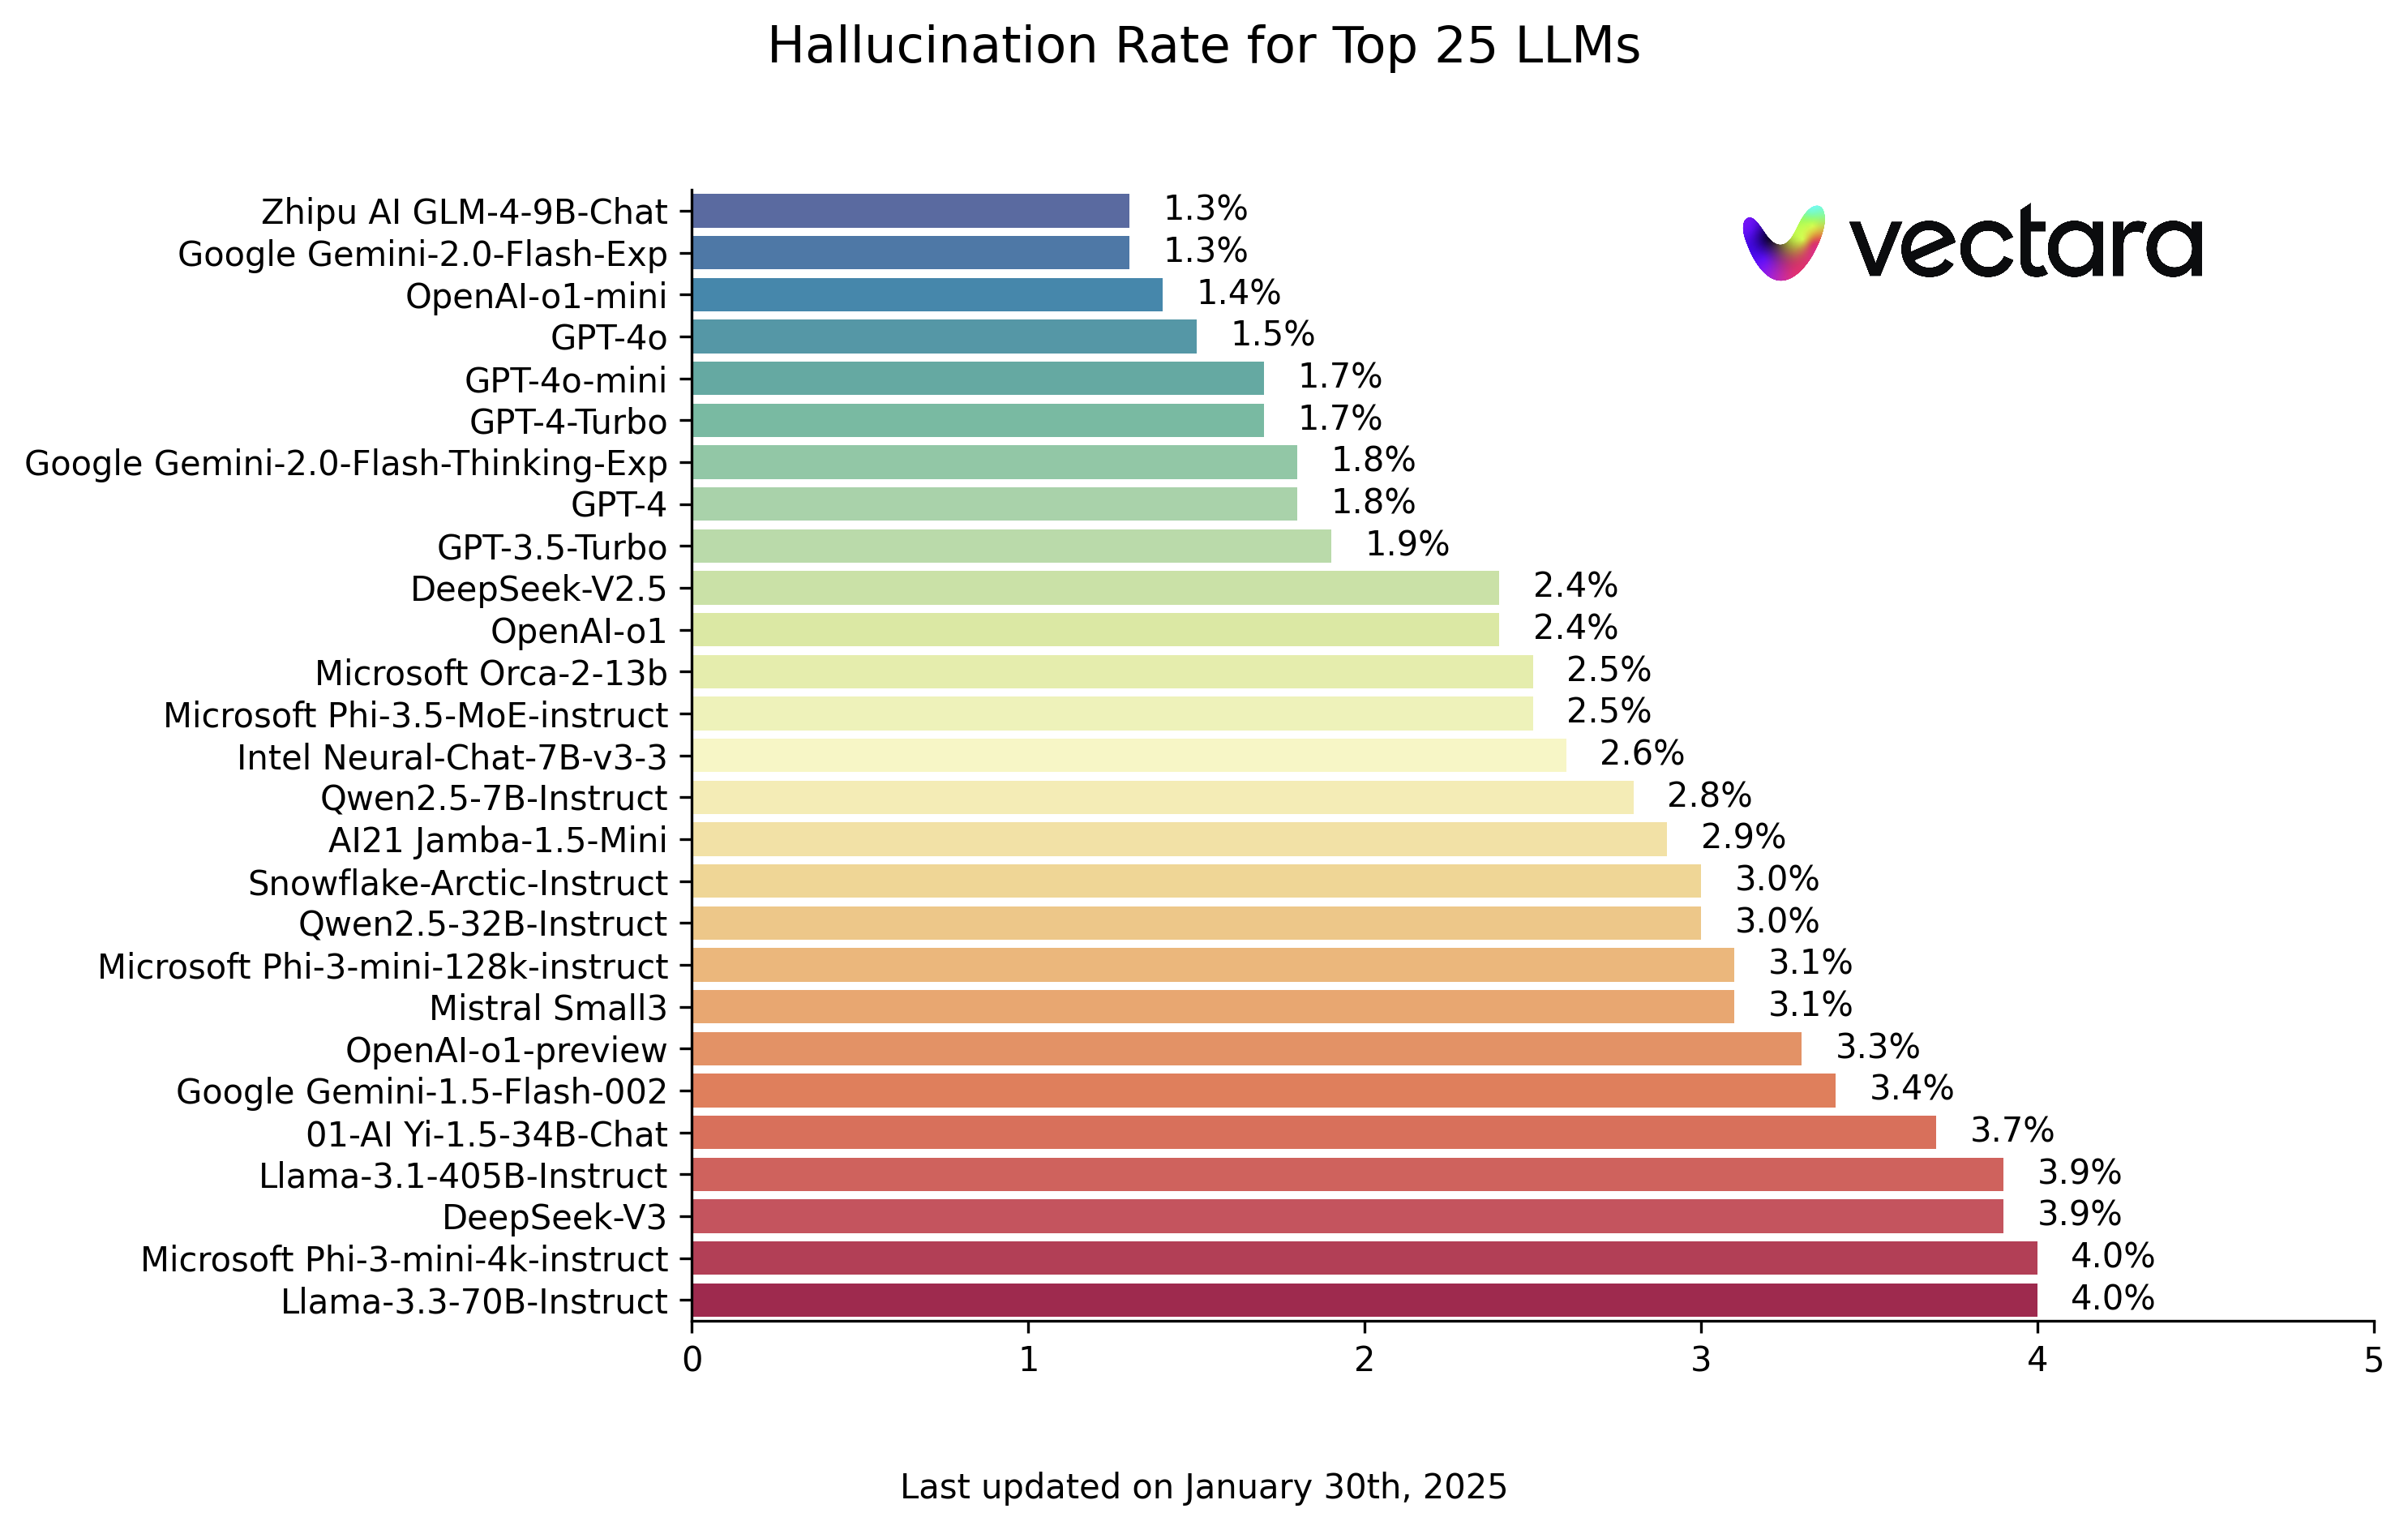 Hallucination Rate for Top 25 LLMs
vectara
Zhipu AI GLM-4-9B-Chat 1.3%
Google Gemini-2.0-Flash-Exp 1.3%
OpenAI-o1-mini 1.4%
GPT-4o 1.5%
GPT-4o-mini 1.7%
GPT-4-Turbo 1.7%
Google Gemini-2.0-Flash-Thinking-Exp 1.8%
GPT-4 1.8%
GPT-3.5-Turbo 1.9%
DeepSeek-V2.5 2.4%
OpenAI-o1 2.4%
Microsoft Orca-2-13b 2.5%
Microsoft Phi-3.5-MoE-instruct 2.5%
Intel Neural-Chat-7B-v3-3 2.6%
Qwen2.5-7B-Instruct 2.8%
AI21 Jamba-1.5-Mini 2.9%
Snowflake-Arctic-Instruct 3.0%
Qwen2.5-32B-Instruct 3.0%
Microsoft Phi-3-mini-128k-instruct 3.1%
Mistral Small3 3.1%
OpenAI-o1-preview 3.3%
Google Gemini-1.5-Flash-002 3.4%
01-AI Yi-1.5-34B-Chat 3.7%
Llama-3.1-405B-Instruct 3.9%
DeepSeek-V3 3.9%
Microsoft Phi-3-mini-4k-instruct 4.0%
Llama-3.3-70B-Instruct 4.0%
0 1 2 3 4 5
Last updated on January 30th, 2025